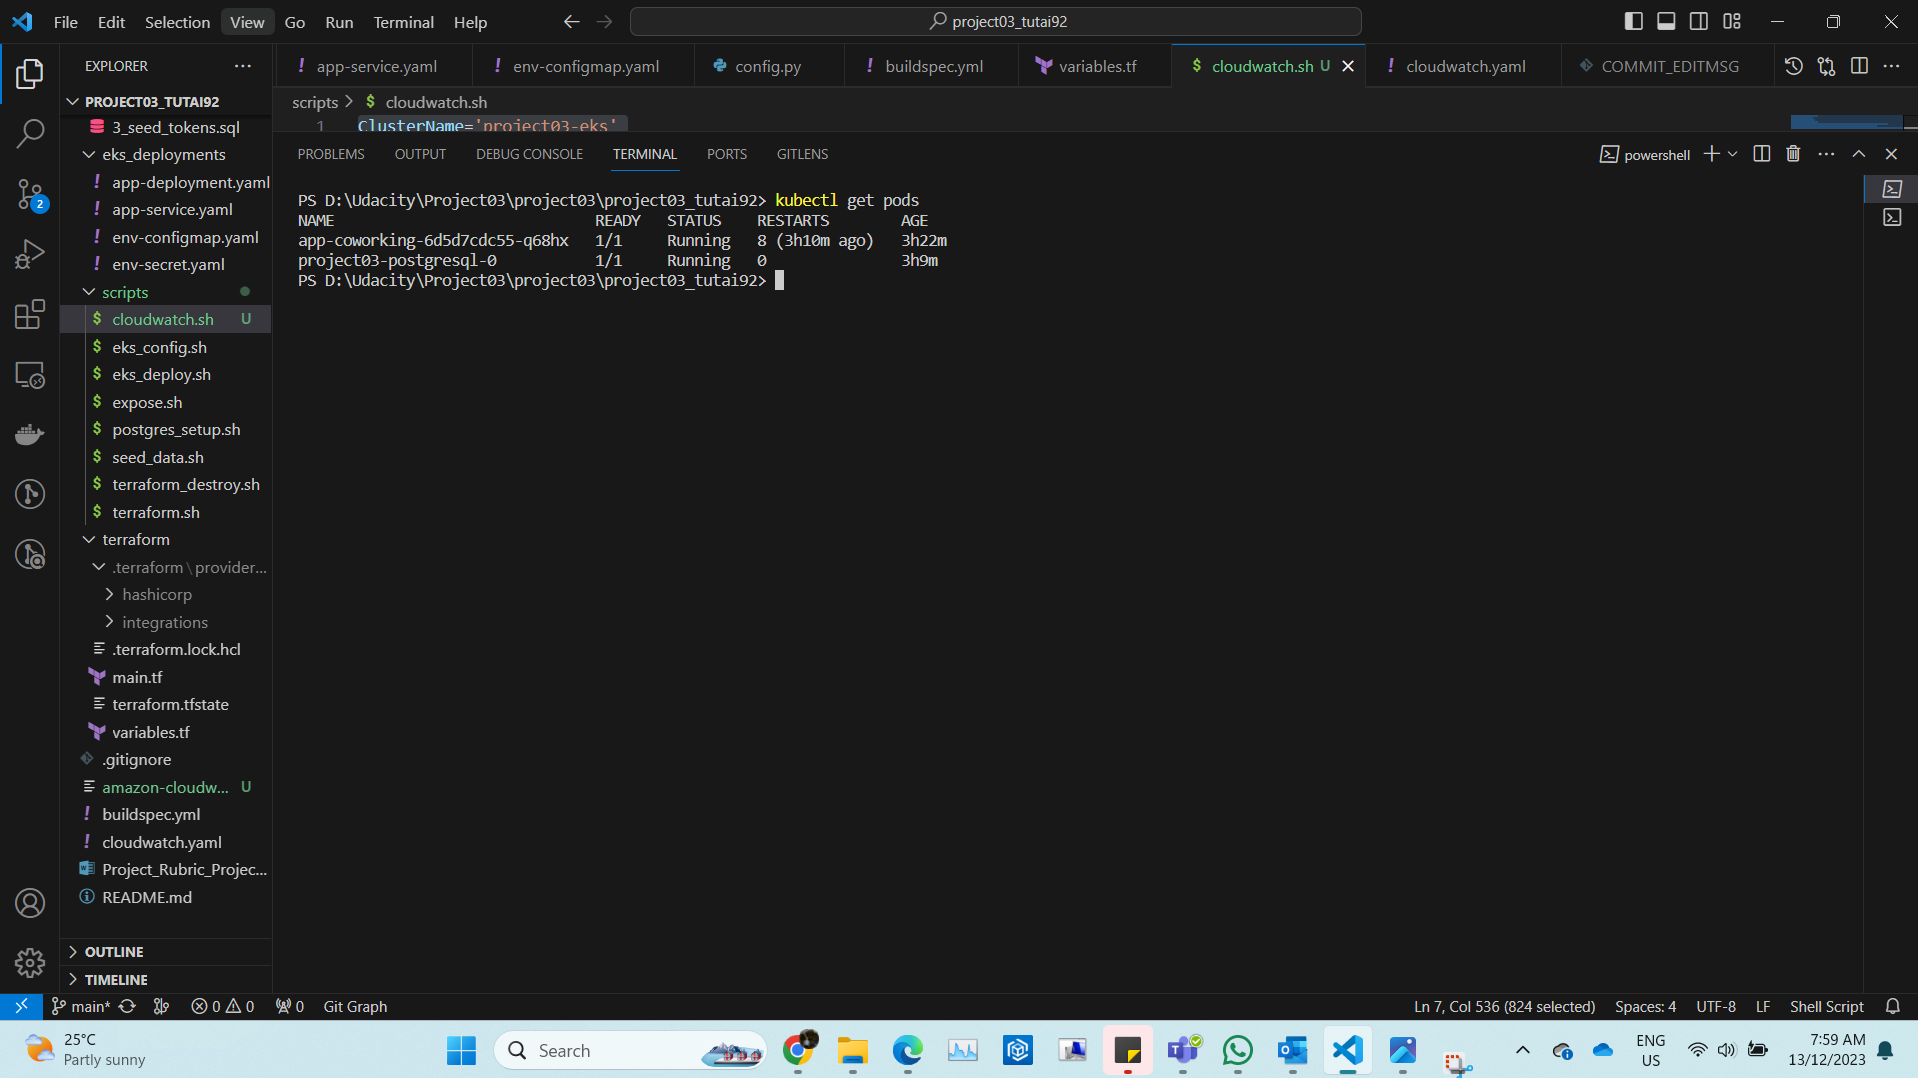 File Edit Selection View Go Run Terminal Help
project03_tutai92
EXPLORER
PROJECT03_TUTAI92
3_seed_tokens.sql
eks_deployments
app-deployment.yaml
app-service.yaml
env-configmap.yaml
env-secret.yaml
scripts
cloudwatch.sh U
eks_config.sh
eks_deploy.sh
expose.sh
postgres_setup.sh
seed_data.sh
terraform_destroy.sh
terraform.sh
terraform
.terraform\provider...
hashicorp
integrations
.terraform.lock.hcl
main.tf
terraform.tfstate
variables.tf
.gitignore
amazon-cloudw... U
buildspec.yml
cloudwatch.yaml
Project_Rubric_Projec...
README.md
OUTLINE
TIMELINE
2
app-service.yaml env-configmap.yaml config.py buildspec.yml variables.tf cloudwatch.sh U cloudwatch.yaml COMMIT_EDITMSG
scripts > $ cloudwatch.sh
1 ClusterName='project03-eks'
PROBLEMS OUTPUT DEBUG CONSOLE TERMINAL PORTS GITLENS
powershell
PS D:\Udacity\Project03\project03\project03_tutai92> kubectl get pods
NAME READY STATUS RESTARTS AGE
app-coworking-6d5d7cdc55-q68hx 1/1 Running 8 (3h10m ago) 3h22m
project03-postgresql-0 1/1 Running 0 3h9m
PS D:\Udacity\Project03\project03\project03_tutai92>
main* 0 0 0 Git Graph
Ln 7, Col 536 (824 selected) Spaces: 4 UTF-8 LF Shell Script
25°C
Partly sunny
Search
ENG
US
7:59 AM
13/12/2023